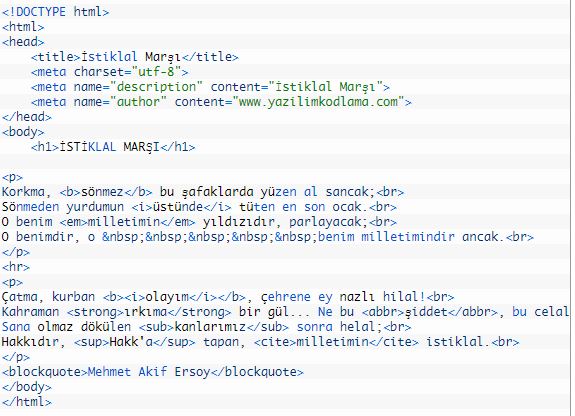 <!DOCTYPE html>
<html>
<head>
    <title>İstiklal Marşı</title>
    <meta charset="utf-8">
    <meta name="description" content="İstiklal Marşı">
    <meta name="author" content="www.yazilimkodlama.com">
</head>
<body>
    <h1>İSTİKLAL MARŞI</h1>

<p>
Korkma, <b>sönmez</b> bu şafaklarda yüzen al sancak;<br>
Sönmeden yurdumun <i>üstünde</i> tüten en son ocak.<br>
O benim <em>milletimin</em> yıldızıdır, parlayacak;<br>
O benimdir, o &nbsp;&nbsp;&nbsp;&nbsp;&nbsp;benim milletimindir ancak.<br>
</p>
<hr>
<p>
Çatma, kurban <b><i>olayım</i></b>, çehrene ey nazlı hilal!<br>
Kahraman <strong>ırkıma</strong> bir gül... Ne bu <abbr>şiddet</abbr>, bu celal
Sana olmaz dökülen <sub>kanlarımız</sub> sonra helal;<br>
Hakkıdır, <sup>Hakk'a</sup> tapan, <cite>milletimin</cite> istiklal.<br>
</p>
<blockquote>Mehmet Akif Ersoy</blockquote>
</body>
</html>